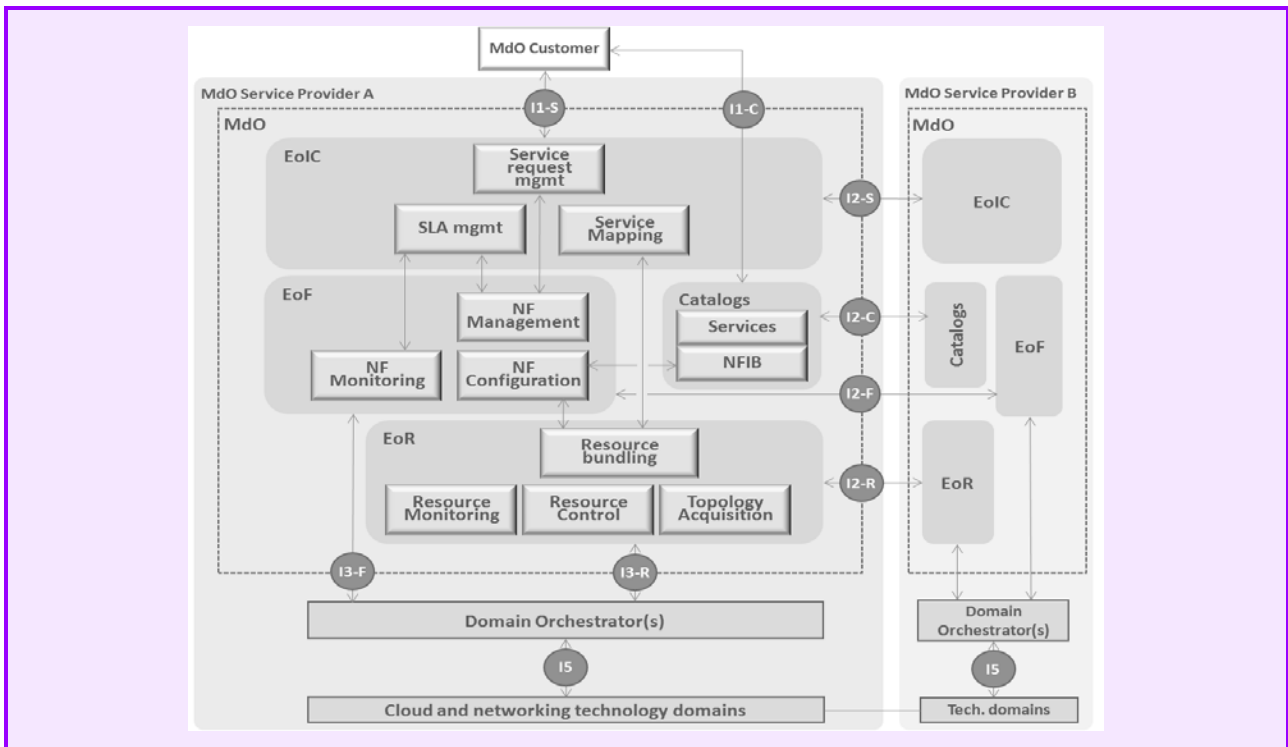 MdO Customer
MdO Service Provider A
MdO Service Provider B
I1-S
I1-C
MdO
MdO
EoIC
Service
request
mgmt
I2-S
EoIC
SLA mgmt
Service
Mapping
EoF
NF
Management
Catalogs
Services
NFIB
I2-C
Catalogs
EoF
NF
Monitoring
NF
Configuration
I2-F
EoR
Resource
bundling
I2-R
EoR
Resource
Monitoring
Resource
Control
Topology
Acquisition
I3-F
I3-R
Domain Orchestrator(s)
Domain
Orchestrator(s)
I5
I5
Cloud and networking technology domains
Tech. domains